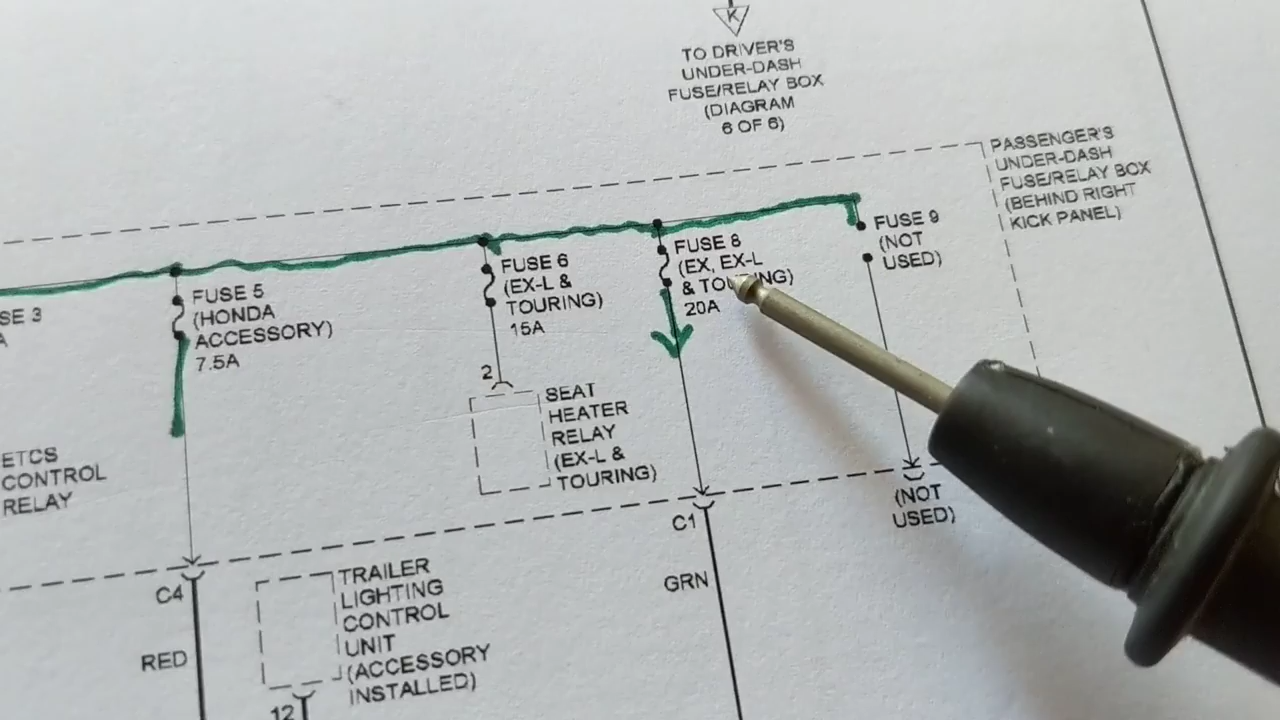 K
TO DRIVER'S
UNDER-DASH
FUSE/RELAY BOX
(DIAGRAM
6 OF 6)
PASSENGER'S
UNDER-DASH
FUSE/RELAY BOX
(BEHIND RIGHT
KICK PANEL)
FUSE 9
(NOT
USED)
FUSE 8
(EX, EX-L
& TOURING)
20A
FUSE 6
(EX-L &
TOURING)
15A
FUSE 5
(HONDA
ACCESSORY)
7.5A
SE 3
A
2
SEAT
HEATER
RELAY
(EX-L &
TOURING)
ETCS
CONTROL
RELAY
(NOT
USED)
C1
GRN
C4
RED
TRAILER
LIGHTING
CONTROL
UNIT
(ACCESSORY
INSTALLED)
12